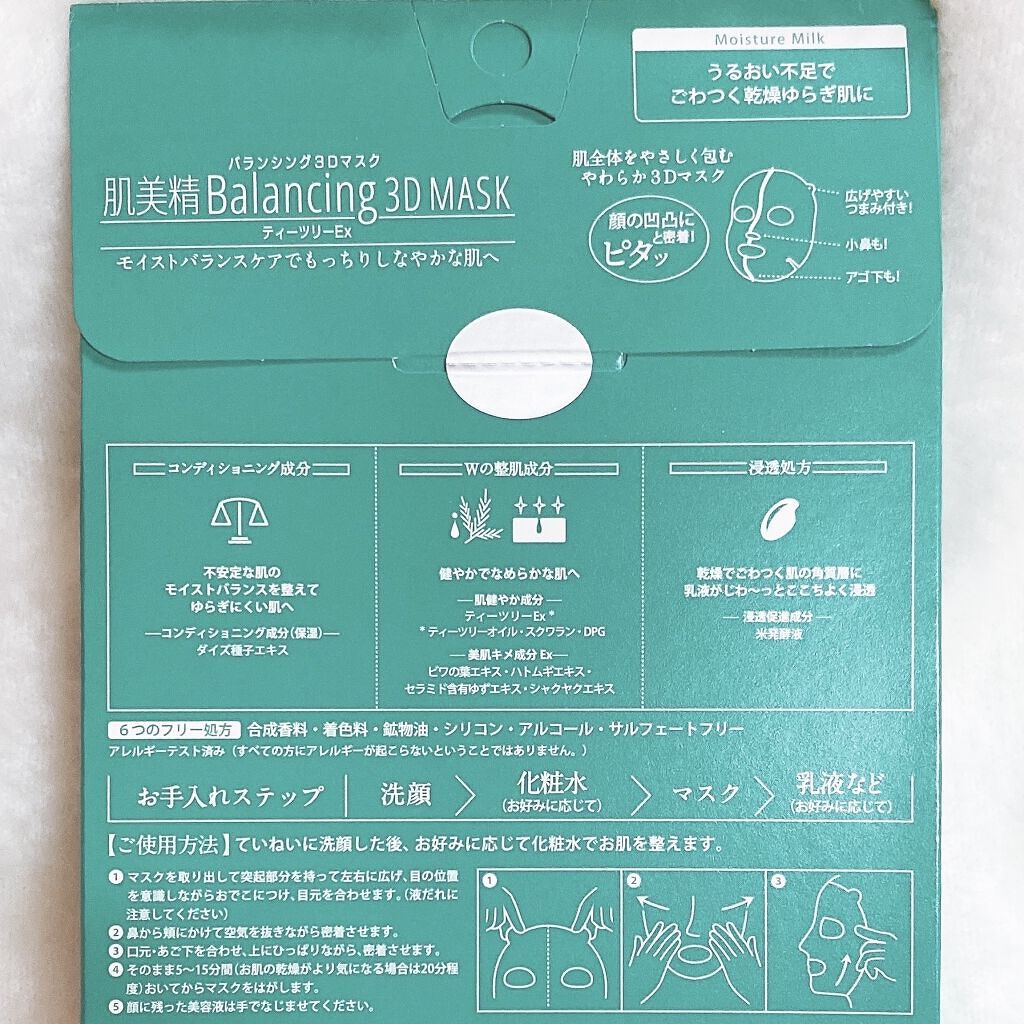 Moisture Milk
うるおい不足で
ごわつく乾燥ゆらぎ肌に
バランシング3Dマスク
肌美精 Balancing 3D MASK
ティーツリーEx
モイストバランスケアでもっちりしなやかな肌へ
肌全体をやさしく包む
やわらか3Dマスク
顔の凹凸に
ピタッと密着!
広げやすい
つまみ付き!
小鼻も!
アゴ下も!
コンディショニング成分
不安定な肌の
モイストバランスを整えて
ゆらぎにくい肌へ
―コンディショニング成分(保湿)―
ダイズ種子エキス
Wの整肌成分
健やかでなめらかな肌へ
― 肌健やか成分 ―
ティーツリーEx *
* ティーツリーオイル・スクワラン・DPG
― 美肌キメ成分 Ex―
ビワの葉エキス・ハトムギエキス・
セラミド含有ゆずエキス・シャクヤクエキス
浸透処方
乾燥でごわつく肌の角質層に
乳液がじわ〜っとここちよく浸透
― 浸透促進成分 ―
米発酵液
6つのフリー処方 合成香料・着色料・鉱物油・シリコン・アルコール・サルフェートフリー
アレルギーテスト済み(すべての方にアレルギーが起こらないということではありません。)
お手入れステップ 洗顔 化粧水 マスク 乳液など
(お好みに応じて) (お好みに応じて)
【ご使用方法】ていねいに洗顔した後、お好みに応じて化粧水でお肌を整えます。
❶ マスクを取り出して突起部分を持って左右に広げ、目の位置
を意識しながらおでこにつけ、目元を合わせます。(液だれに
注意してください)
❷ 鼻から頬にかけて空気を抜きながら密着させます。
❸ 口元・あご下を合わせ、上にひっぱりながら、密着させます。
❹ そのまま5〜15分間(お肌の乾燥がより気になる場合は20分程
度)おいてからマスクをはがします。
❺ 顔に残った美容液は手でなじませてください。
❶
❷
❸